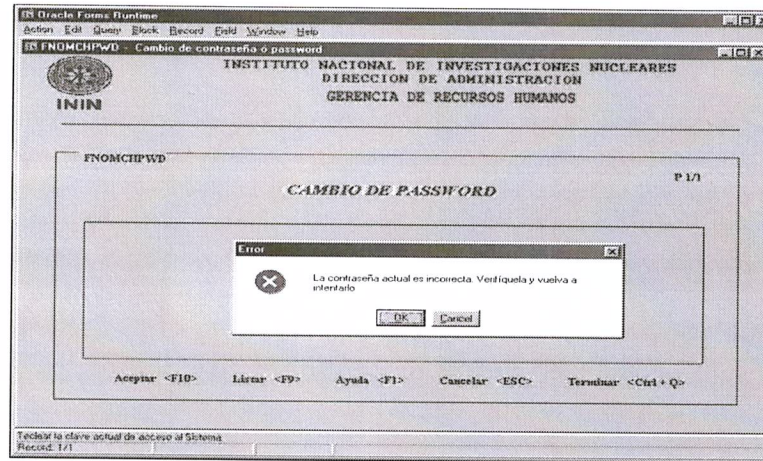 Oracle Forms Runtime
Action Edit Query Block Record Field Window Help
FNOMCHPWD - Cambio de contraseña ó password
INSTITUTO NACIONAL DE INVESTIGACIONES NUCLEARES
DIRECCION DE ADMINISTRACION
GERENCIA DE RECURSOS HUMANOS
ININ
FNOMCHPWD
P 1/1
CAMBIO DE PASSWORD
Error
La contraseña actual es incorrecta. Verifíquela y vuelva a
intentarlo
OK Cancel
Aceptar <F10> Listar <F9> Ayuda <F1> Cancelar <ESC> Terminar <Ctrl + Q>
Teclear la clave actual de acceso al Sistema
Record: 1/1